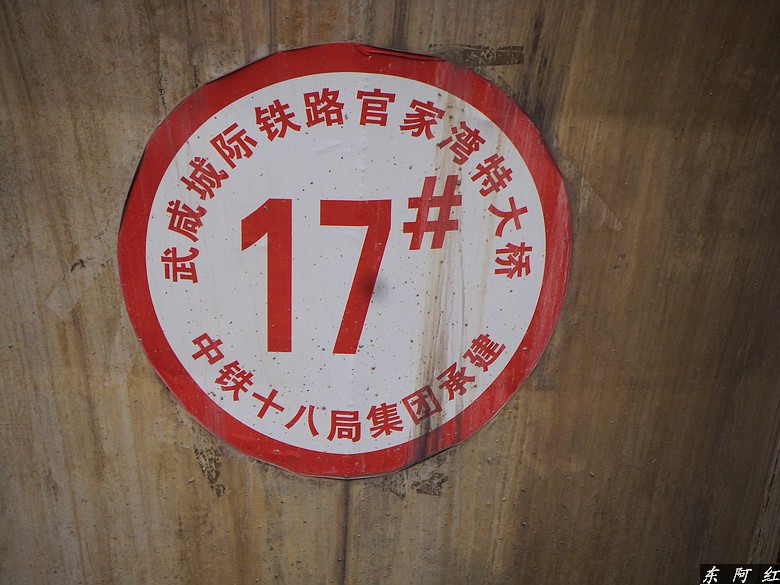 武咸城际铁路官家湾特大桥
17#
中铁十八局集团承建
东阿红